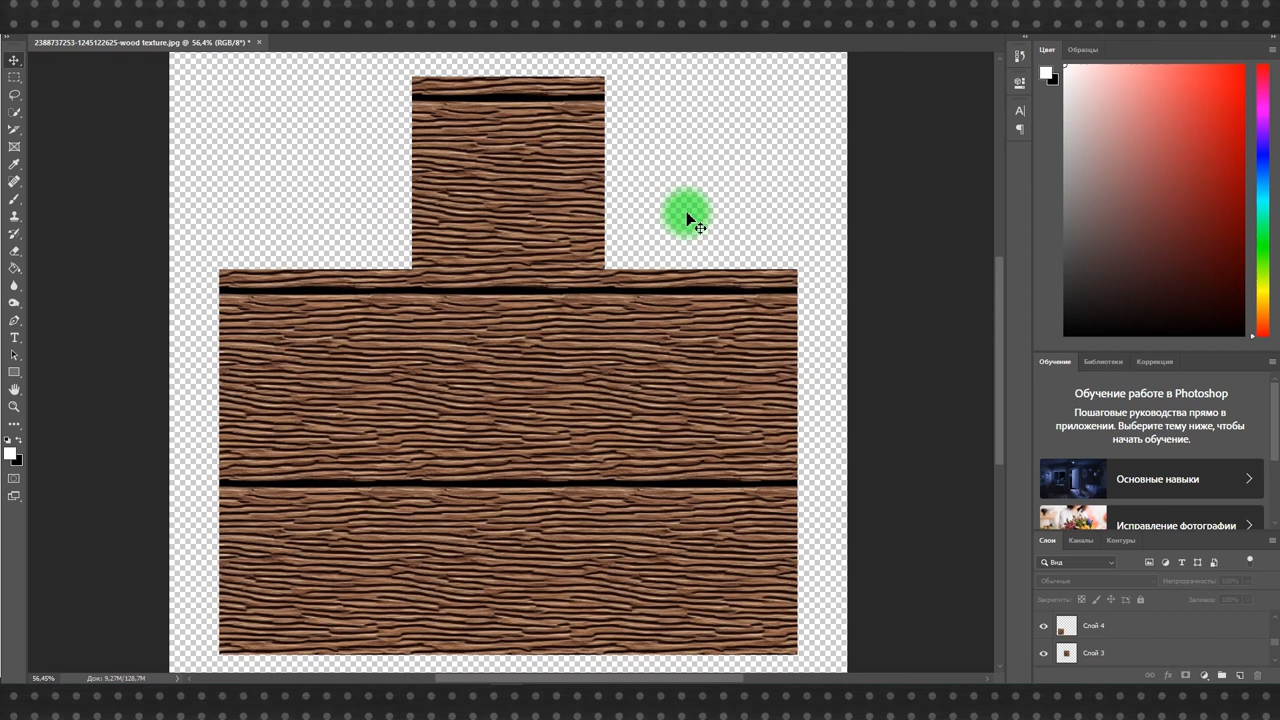 2388737253-1245122625-wood texture.jpg @ 56,4% (RGB/8*) *
Цвет
Образцы
Обучение
Библиотеки
Коррекция
Обучение работе в Photoshop
Пошаговые руководства прямо в
приложении. Выберите тему ниже, чтобы
начать обучение.
Основные навыки
Исправление фотографии
Слои
Каналы
Контуры
Вид
Обычные
Непрозрачность: 100%
Закрепить:
Заливка: 100%
Слой 4
Слой 3
56.45%
Док: 9,27M/128,7M